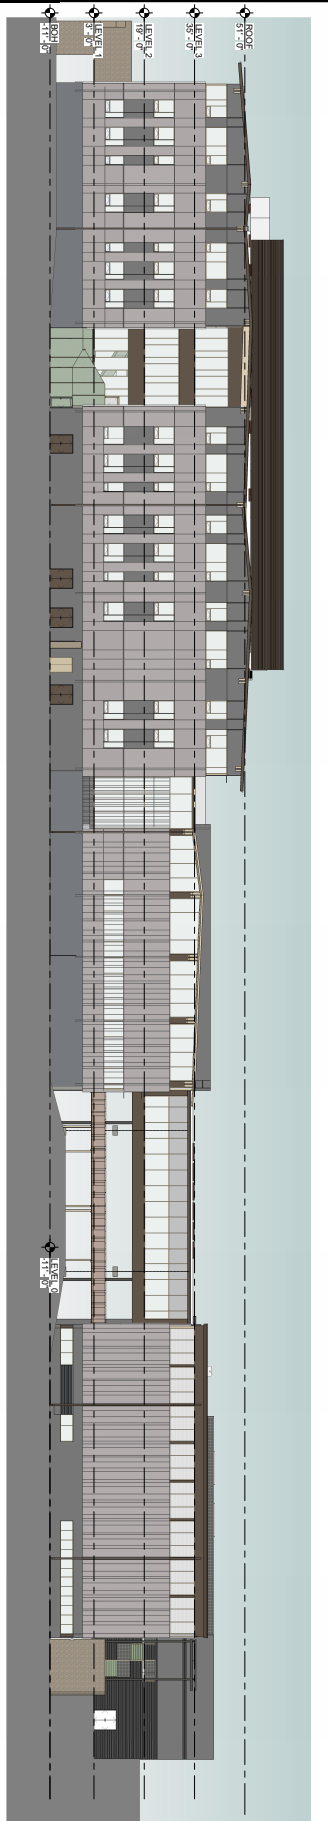 ROOF
51' - 0"
LEVEL 3
35' - 0"
LEVEL 2
19' - 0"
LEVEL 1
3' - 0"
BOH
-11' - 0"
LEVEL 0
-11' - 0"